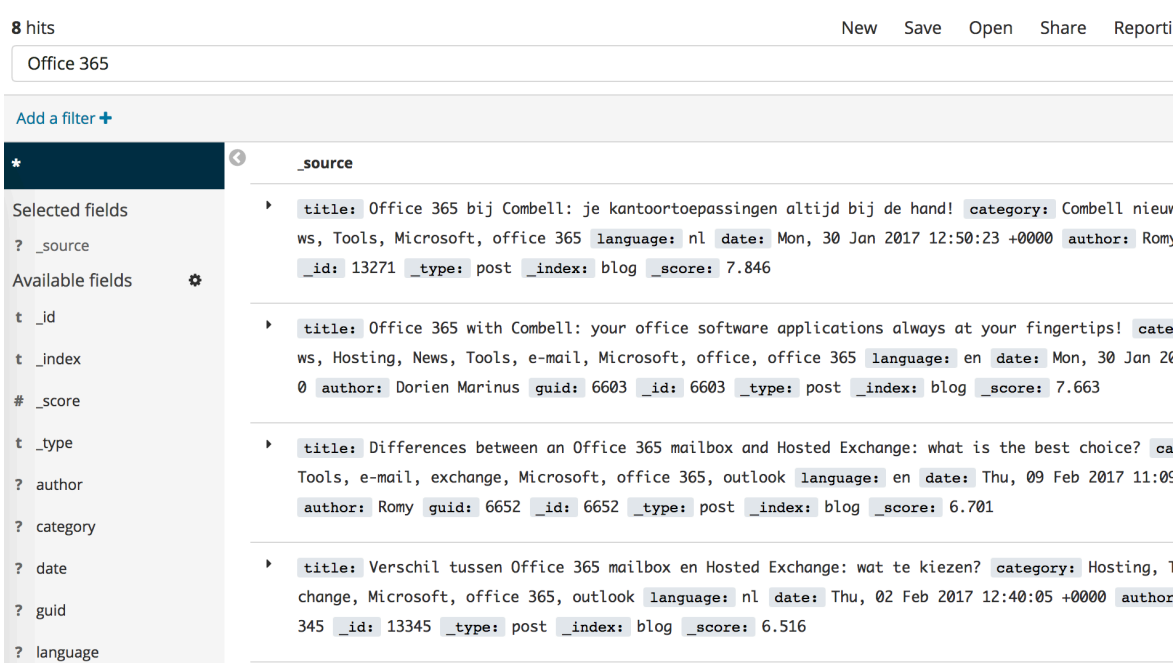 8 hits
New Save Open Share Reporti
Office 365
Add a filter +
*
Selected fields
? _source
Available fields
t _id
t _index
# _score
t _type
? author
? category
? date
? guid
? language
_source
title: Office 365 bij Combell: je kantoortoepassingen altijd bij de hand! category: Combell nieuw
ws, Tools, Microsoft, office 365 language: nl date: Mon, 30 Jan 2017 12:50:23 +0000 author: Romy
_id: 13271 _type: post _index: blog _score: 7.846
title: Office 365 with Combell: your office software applications always at your fingertips! cate
ws, Hosting, News, Tools, e-mail, Microsoft, office, office 365 language: en date: Mon, 30 Jan 20
0 author: Dorien Marinus guid: 6603 _id: 6603 _type: post _index: blog _score: 7.663
title: Differences between an Office 365 mailbox and Hosted Exchange: what is the best choice? ca
Tools, e-mail, exchange, Microsoft, office 365, outlook language: en date: Thu, 09 Feb 2017 11:09
author: Romy guid: 6652 _id: 6652 _type: post _index: blog _score: 6.701
title: Verschil tussen Office 365 mailbox en Hosted Exchange: wat te kiezen? category: Hosting, T
change, Microsoft, office 365, outlook language: nl date: Thu, 02 Feb 2017 12:40:05 +0000 author
345 _id: 13345 _type: post _index: blog _score: 6.516